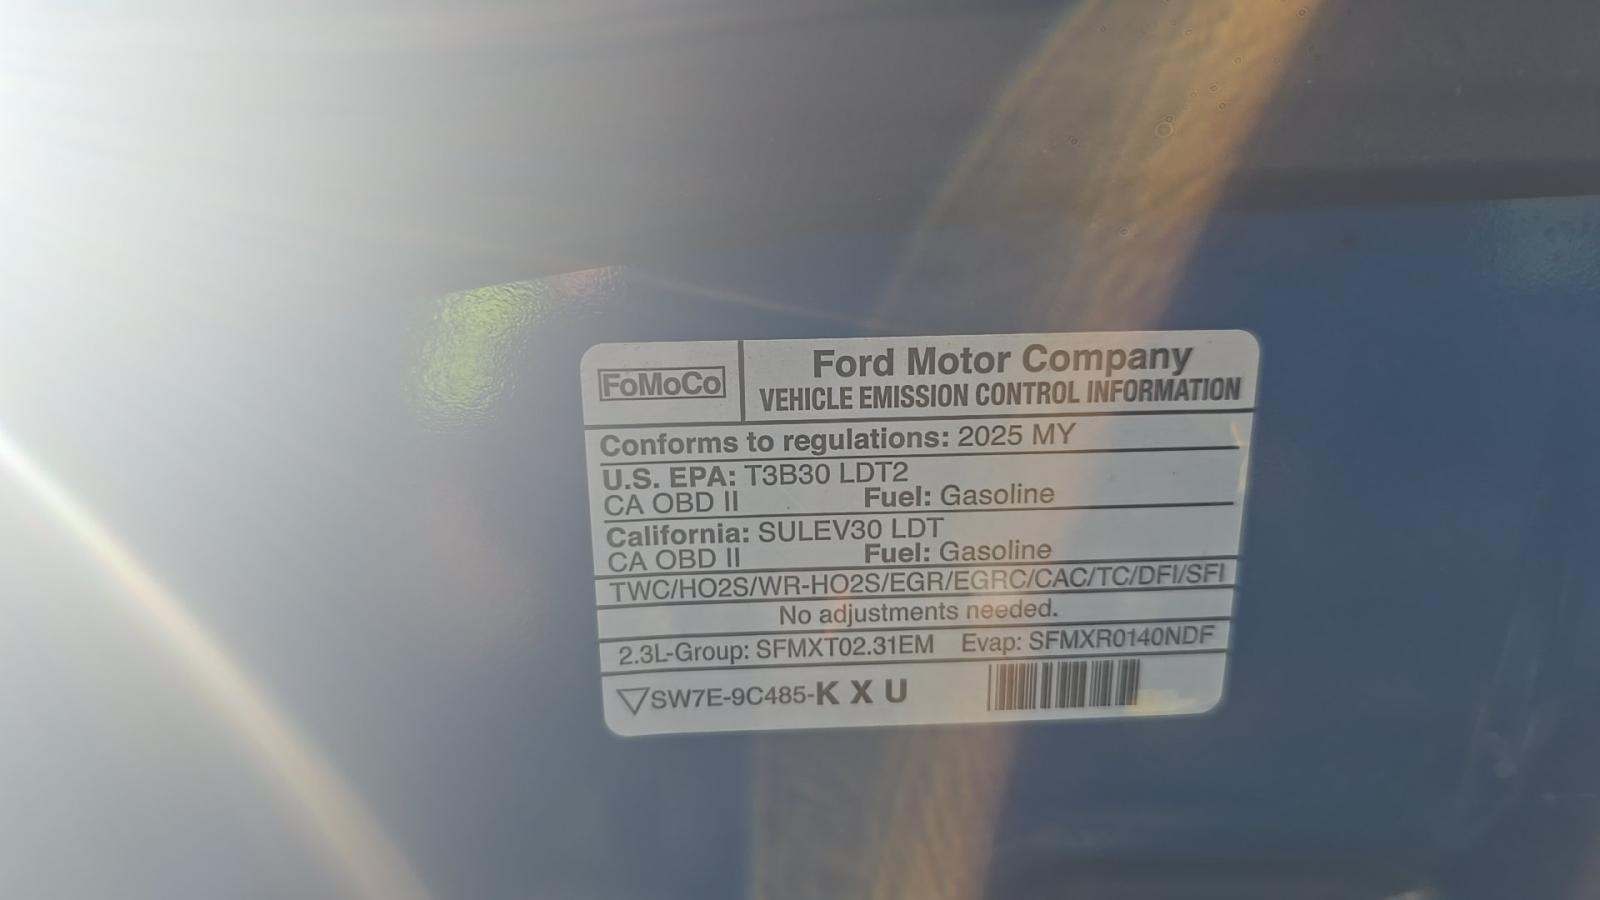 FoMoCo
Ford Motor Company
VEHICLE EMISSION CONTROL INFORMATION
Conforms to regulations: 2025 MY
U.S. EPA: T3B30 LDT2
CA OBD II Fuel: Gasoline
California: SULEV30 LDT
CA OBD II Fuel: Gasoline
TWC/HO2S/WR-HO2S/EGR/EGRC/CAC/TC/DFI/SFI
No adjustments needed.
2.3L-Group: SFMXT02.31EM Evap: SFMXR0140NDF
SW7E-9C485-K X U